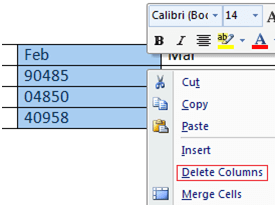 Calibri (Boc 14
B I A
Feb Mar
90485
04850
40958
Cut
Copy
Paste
Insert
Delete Columns
Merge Cells